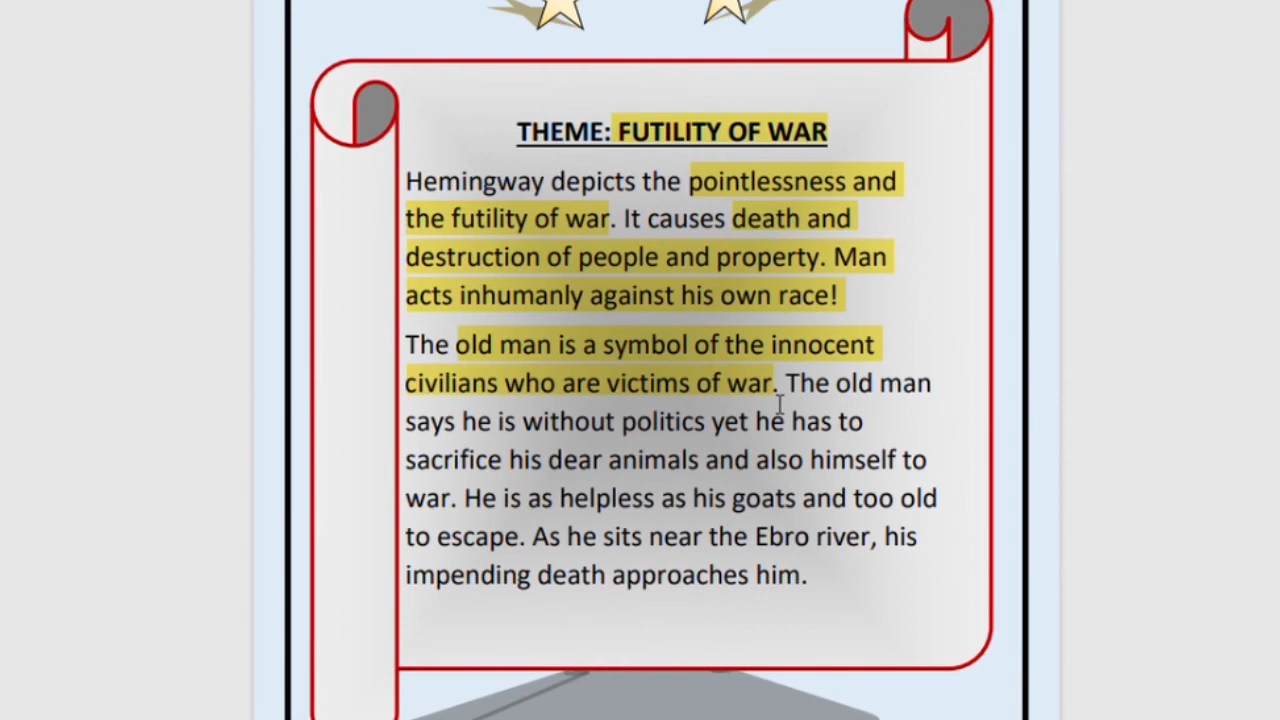 THEME: FUTILITY OF WAR
Hemingway depicts the pointlessness and
the futility of war. It causes death and
destruction of people and property. Man
acts inhumanly against his own race!
The old man is a symbol of the innocent
civilians who are victims of war. The old man
says he is without politics yet he has to
sacrifice his dear animals and also himself to
war. He is as helpless as his goats and too old
to escape. As he sits near the Ebro river, his
impending death approaches him.